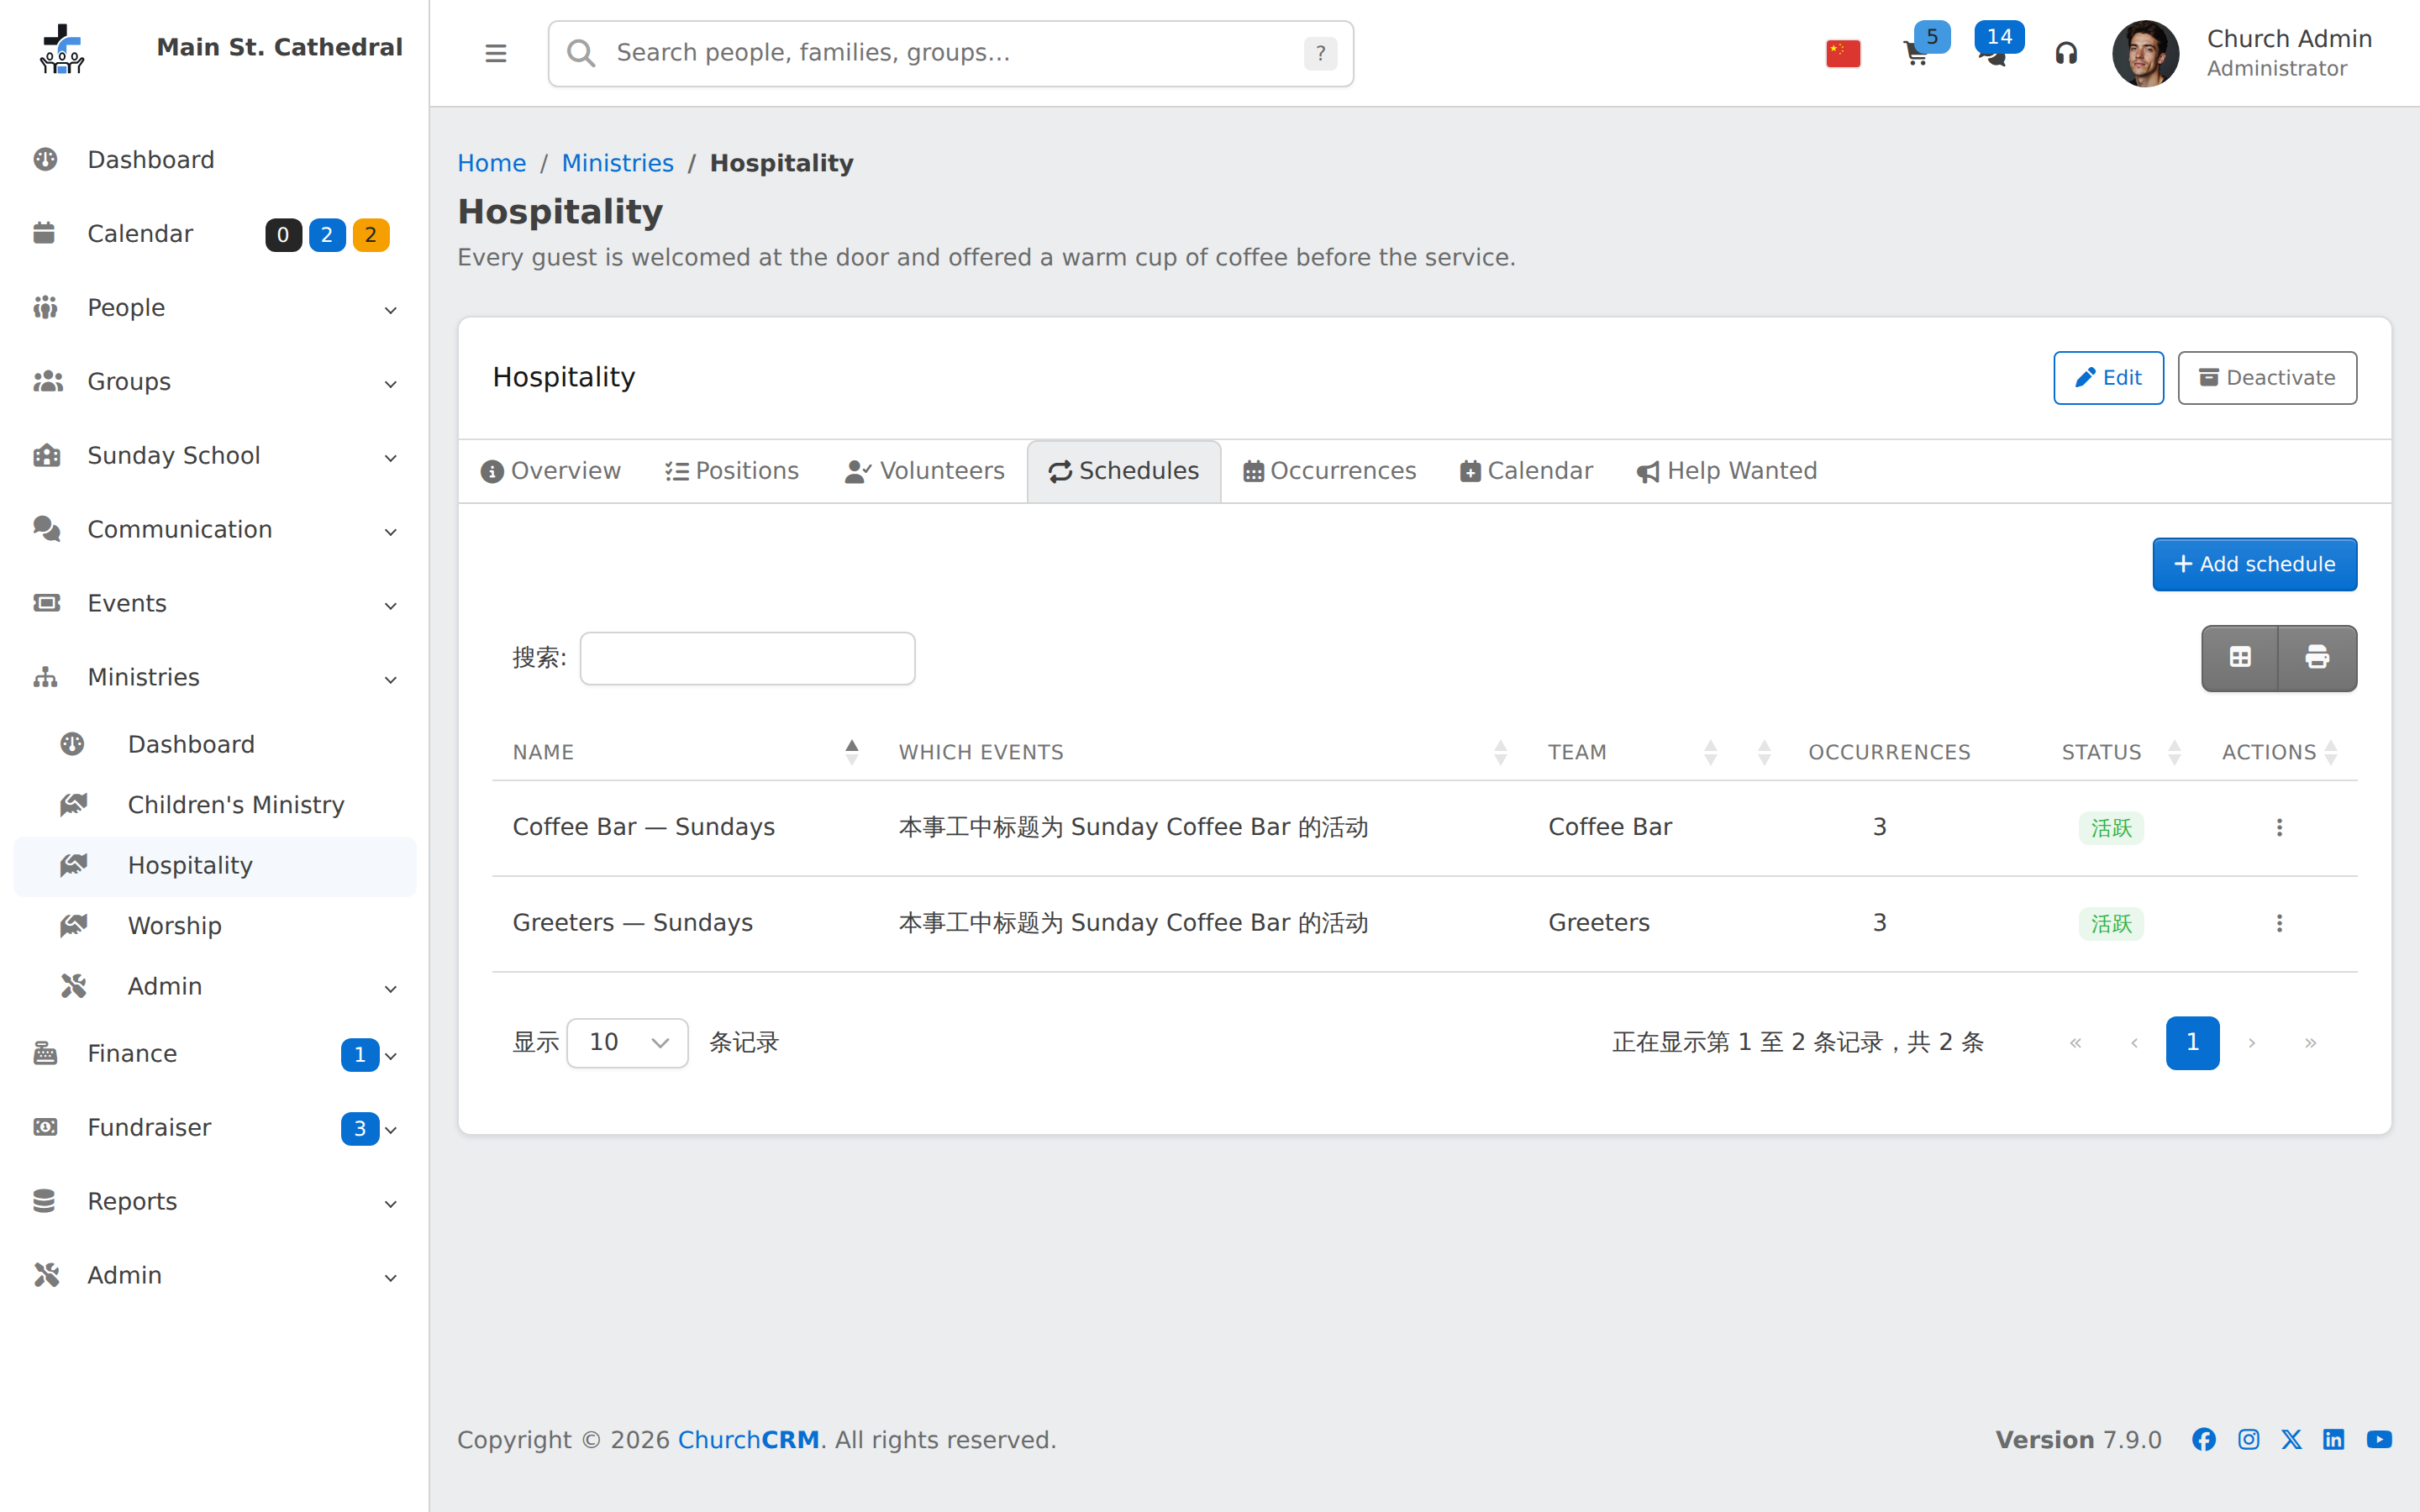 Main St. Cathedral
Search people, families, groups...
?
5
14
Church Admin
Administrator
Dashboard
Calendar 0 2 2
People
Groups
Sunday School
Communication
Events
Ministries
Dashboard
Children's Ministry
Hospitality
Worship
Admin
Finance 1
Fundraiser 3
Reports
Admin
Home / Ministries / Hospitality
Hospitality
Every guest is welcomed at the door and offered a warm cup of coffee before the service.
Hospitality
Edit
Deactivate
Overview Positions Volunteers Schedules Occurrences Calendar Help Wanted
+ Add schedule
搜索:
NAME WHICH EVENTS TEAM OCCURRENCES STATUS ACTIONS
Coffee Bar — Sundays 本事工中标题为 Sunday Coffee Bar 的活动 Coffee Bar 3 活跃
Greeters — Sundays 本事工中标题为 Sunday Coffee Bar 的活动 Greeters 3 活跃
显示 10 条记录
正在显示第 1 至 2 条记录，共 2 条
« ‹ 1 › »
Copyright © 2026 ChurchCRM. All rights reserved.
Version 7.9.0